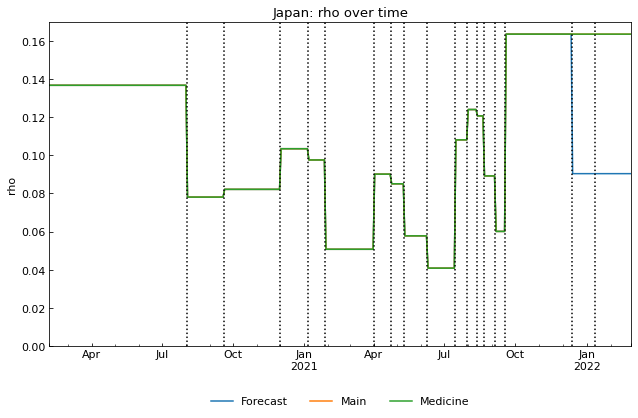 Japan: rho over time
rho
0.16
0.14
0.12
0.10
0.08
0.06
0.04
0.02
0.00
Apr Jul Oct Jan Apr Jul Oct Jan
2021 2022
Forecast Main Medicine